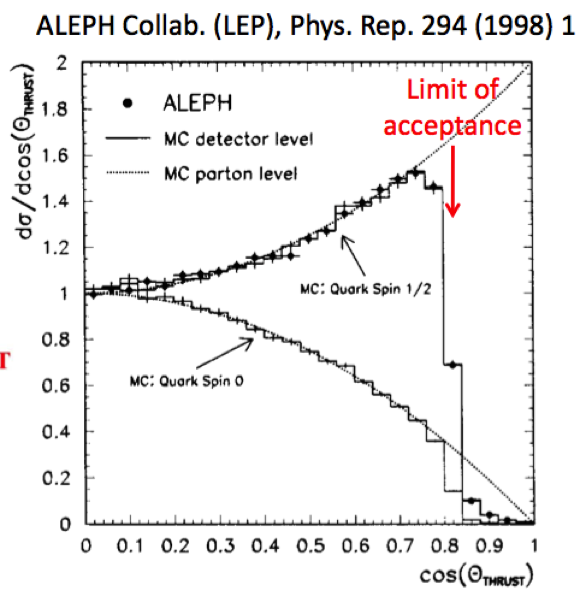 ALEPH Collab. (LEP), Phys. Rep. 294 (1998) 1
dσ/dcos(Θ_THRUST)
2
1.8
1.6
1.4
1.2
1
0.8
0.6
0.4
0.2
0
ALEPH
MC detector level
MC parton level
Limit of
acceptance
MC: Quark Spin 1/2
MC: Quark Spin 0
T
0 0.1 0.2 0.3 0.4 0.5 0.6 0.7 0.8 0.9 1
cos(Θ_THRUST)